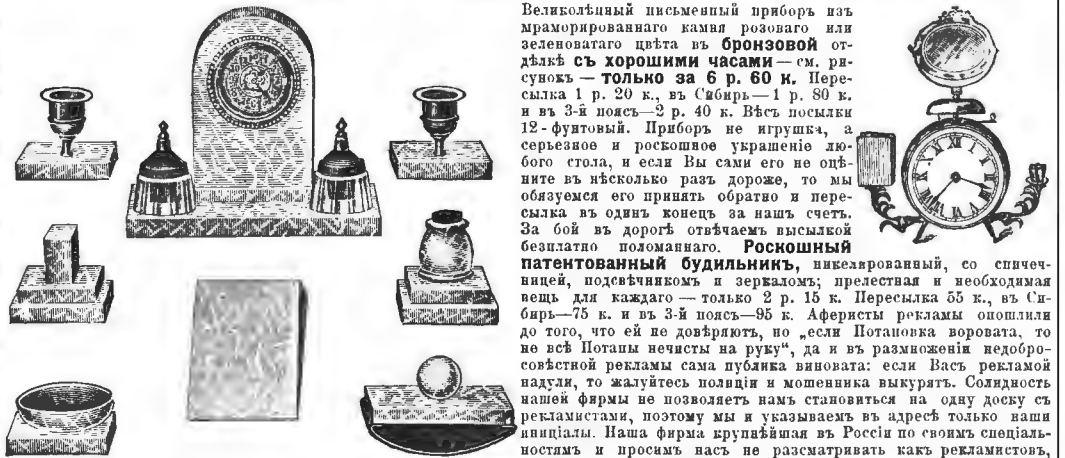 Великолѣпный письменный приборъ изъ
мраморированнаго камня розоваго или
зеленоватаго цвѣта въ бронзовой от-
дѣлкѣ съ хорошими часами — см. ри-
сунокъ — только за 6 р. 60 к. Пере-
сылка 1 р. 20 к., въ Сибирь — 1 р. 80 к.
и въ 3-й поясъ—2 р. 40 к. Вѣсъ посылки
12-фунтовый. Приборъ не игрушка, а
серьезное и роскошное украшеніе лю-
бого стола, и если Вы сами его не оцѣ-
ните въ нѣсколько разъ дороже, то мы
обязуемся его принять обратно и пере-
сылка въ одинъ конецъ за нашъ счетъ.
За бой въ дорогѣ отвѣчаемъ высылкой
безплатно поломаннаго. Роскошный
патентованный будильникъ, никелированный, со спичеч-
ницей, подсвѣчникомъ и зеркаломъ; прелестная и необходимая
вещь для каждаго — только 2 р. 15 к. Пересылка 55 к., въ Си-
бирь—75 к. и въ 3-й поясъ—95 к. Аферисты рекламы опошлили
до того, что ей не довѣряютъ, но „если Потаповка воровата, то
не всѣ Потапы нечисты на руку“, да и въ размноженіи недобро-
совѣстной рекламы сама публика виновата: если Васъ рекламой
надули, то жалуйтесь полиціи и мошенника выкурятъ. Солидность
нашей фирмы не позволяетъ намъ становиться на одну доску съ
рекламистами, поэтому мы и указываемъ въ адресѣ только наши
иниціалы. Наша фирма крупнѣйшая въ Россіи по своимъ спеціаль-
ностямъ и просимъ насъ не разсматривать какъ рекламистовъ,